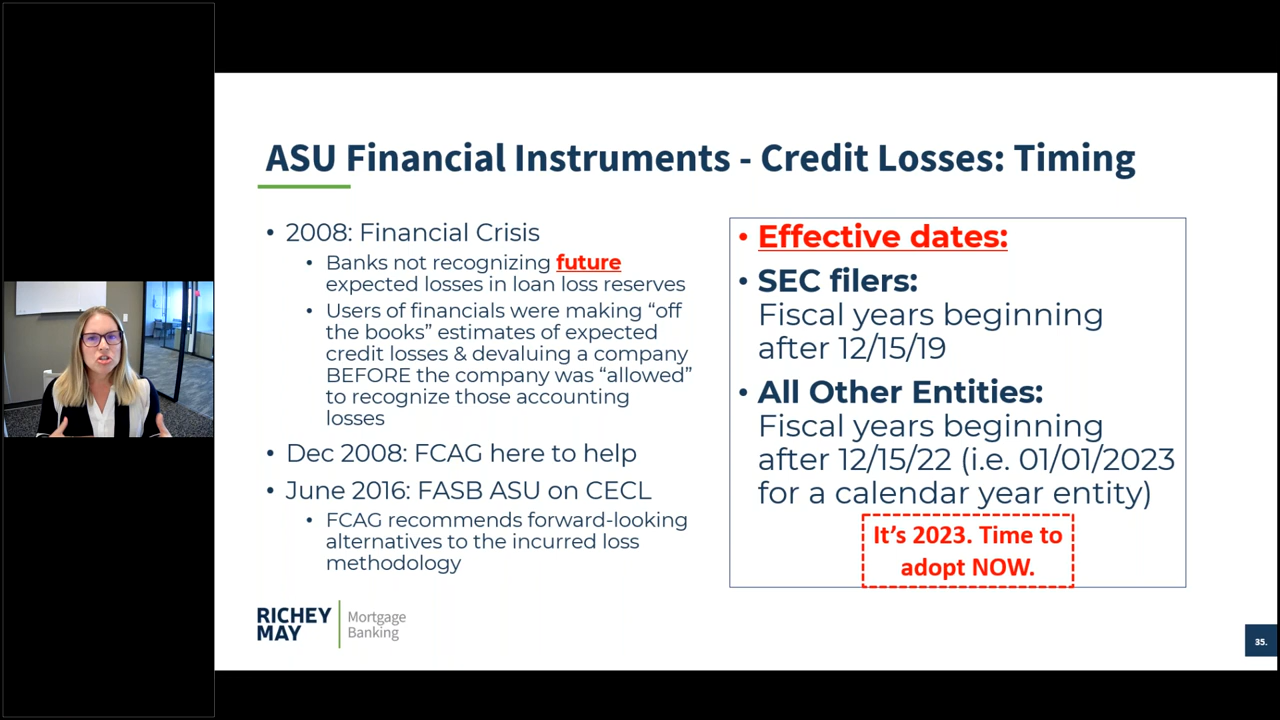 ASU Financial Instruments - Credit Losses: Timing
• 2008: Financial Crisis
• Banks not recognizing future
expected losses in loan loss reserves
• Users of financials were making “off
the books” estimates of expected
credit losses & devaluing a company
BEFORE the company was “allowed”
to recognize those accounting
losses
• Dec 2008: FCAG here to help
• June 2016: FASB ASU on CECL
• FCAG recommends forward-looking
alternatives to the incurred loss
methodology
• Effective dates:
• SEC filers:
Fiscal years beginning
after 12/15/19
• All Other Entities:
Fiscal years beginning
after 12/15/22 (i.e. 01/01/2023
for a calendar year entity)
It’s 2023. Time to
adopt NOW.
RICHEY
MAY
Mortgage
Banking
35.